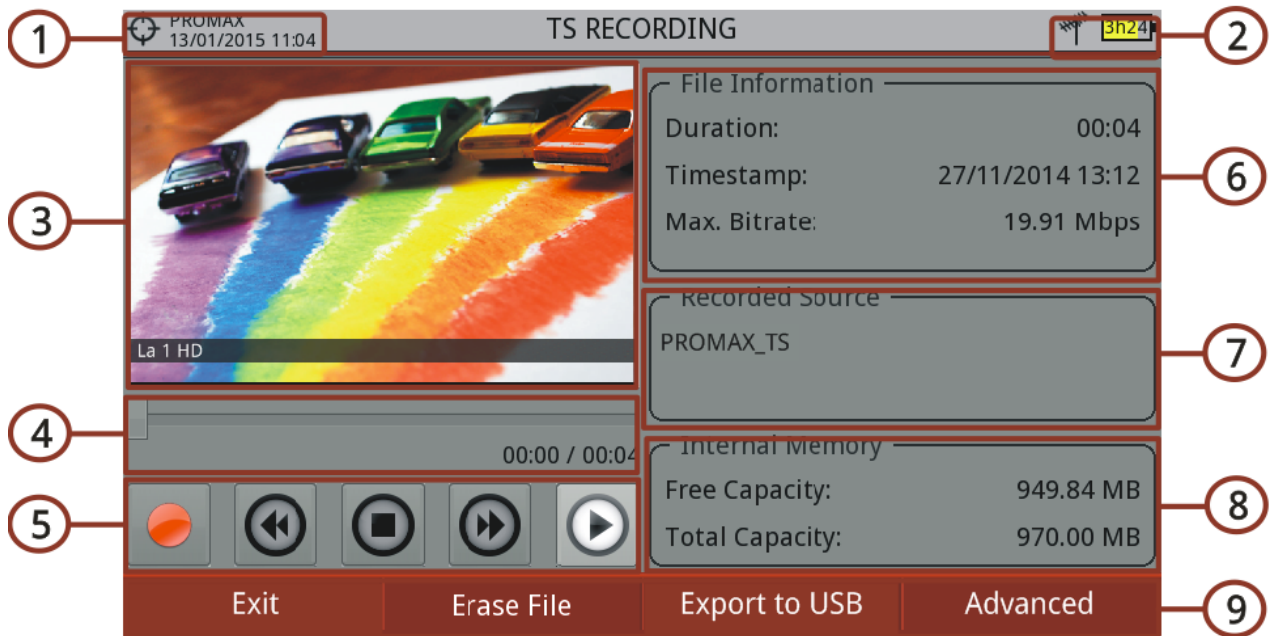 PROMAX
13/01/2015 11:04
TS RECORDING
3h24
1
2
3
La 1 HD
File Information
Duration: 00:04
Timestamp: 27/11/2014 13:12
Max. Bitrate: 19.91 Mbps
6
Recorded Source
PROMAX_TS
7
4
00:00 / 00:04
5
Internal Memory
Free Capacity: 949.84 MB
Total Capacity: 970.00 MB
8
Exit
Erase File
Export to USB
Advanced
9